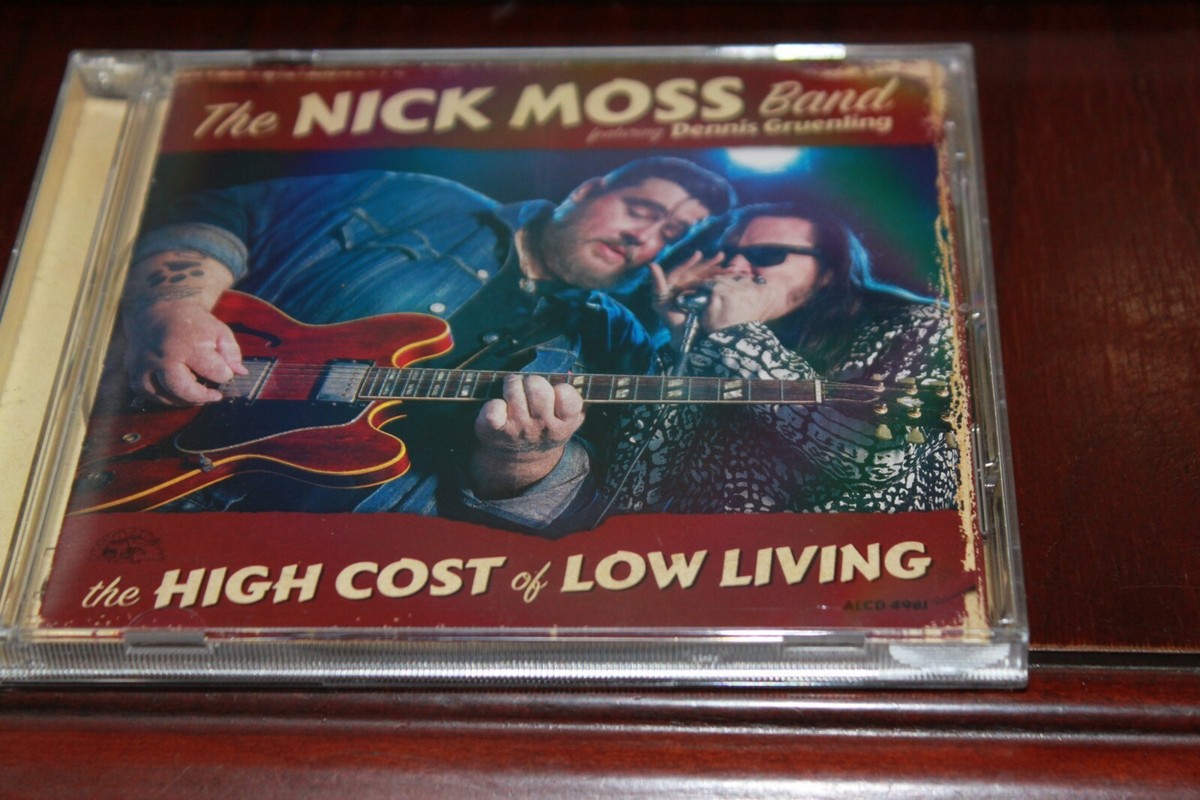 The NICK MOSS Band
featuring Dennis Gruenling
the HIGH COST of LOW LIVING
ALCD 4981